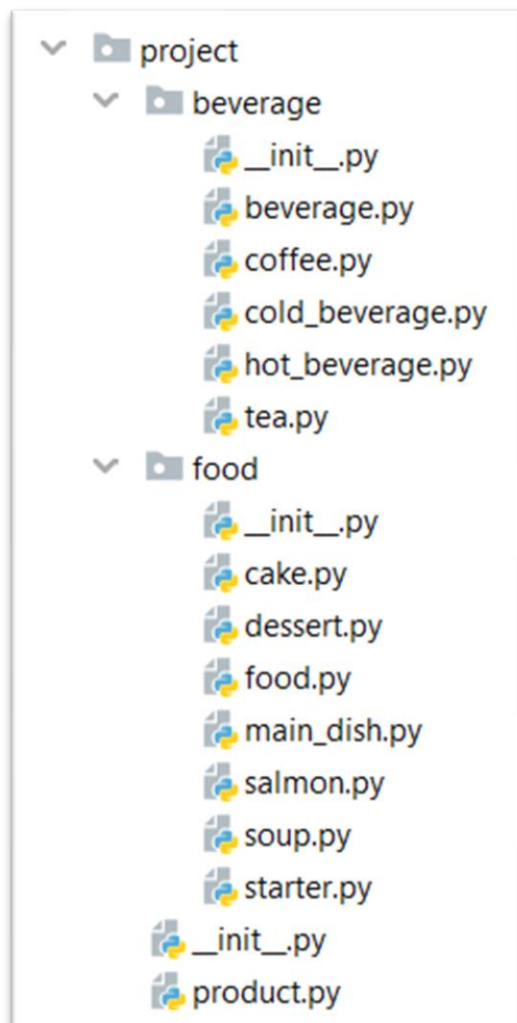 project
beverage
__init__.py
beverage.py
coffee.py
cold_beverage.py
hot_beverage.py
tea.py
food
__init__.py
cake.py
dessert.py
food.py
main_dish.py
salmon.py
soup.py
starter.py
__init__.py
product.py